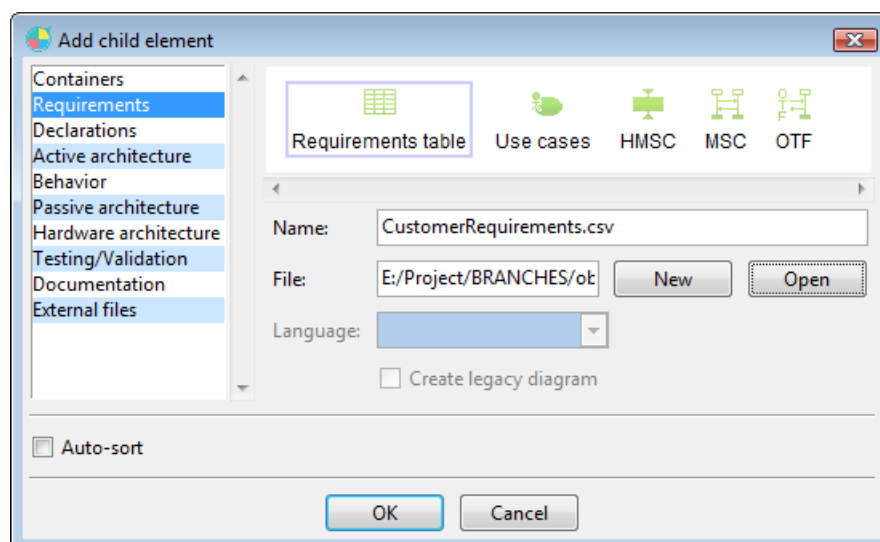 Add child element
Containers
Requirements
Declarations
Active architecture
Behavior
Passive architecture
Hardware architecture
Testing/Validation
Documentation
External files
Requirements table
Use cases
HMSC
MSC
OTF
Name:
CustomerRequirements.csv
File:
E:/Project/BRANCHES/ob
New
Open
Language:
Create legacy diagram
Auto-sort
OK
Cancel